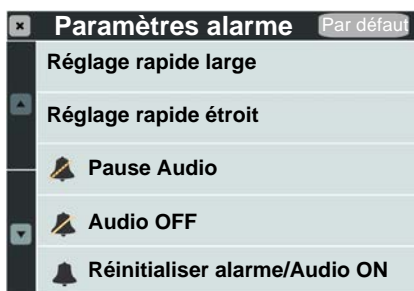 Paramètres alarme Par défaut
Réglage rapide large
Réglage rapide étroit
Pause Audio
Audio OFF
Réinitialiser alarme/Audio ON